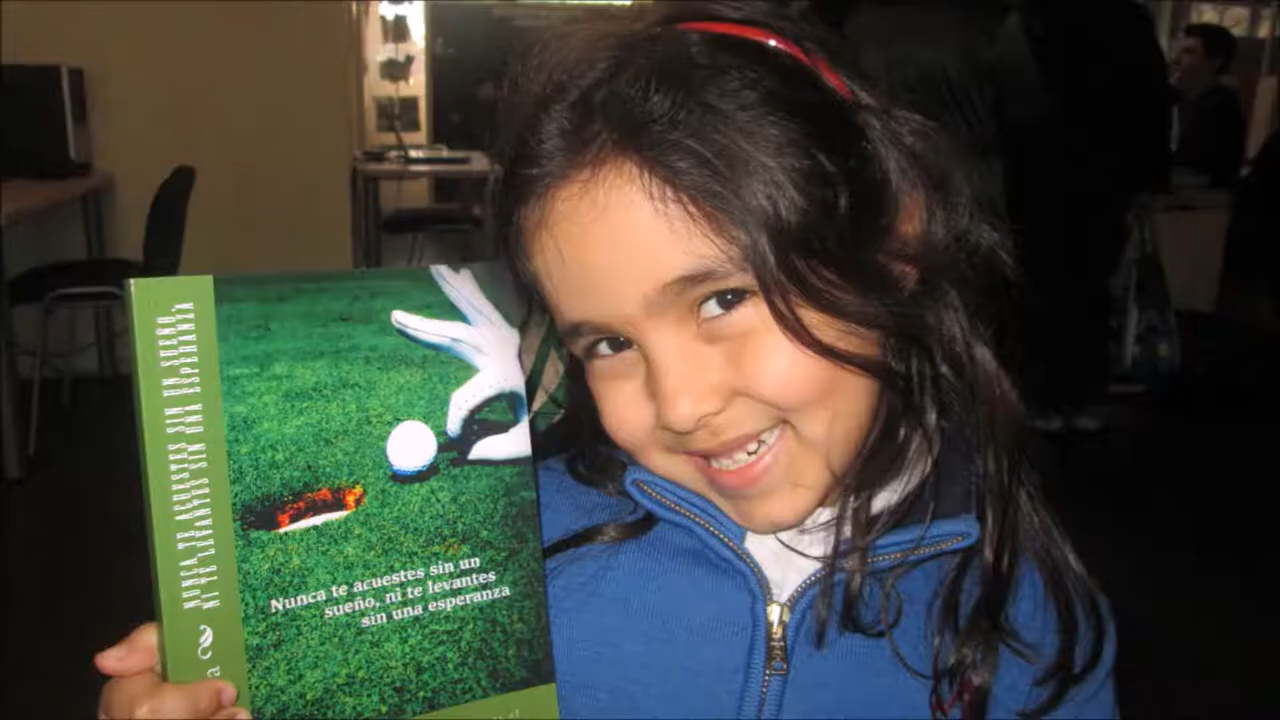 NUNCA TE ACUESTES SIN UN SUEÑO,
NI TE LEVANTES SIN UNA ESPERANZA
Nunca te acuestes sin un
sueño, ni te levantes
sin una esperanza